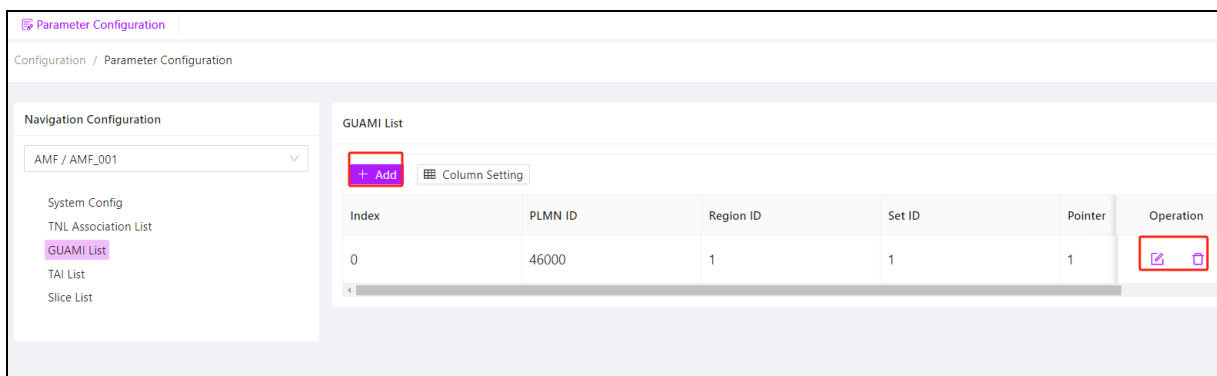 Parameter Configuration
Configuration / Parameter Configuration
Navigation Configuration
AMF / AMF_001
System Config
TNL Association List
GUAMI List
TAI List
Slice List
GUAMI List
+ Add Column Setting
Index PLMN ID Region ID Set ID Pointer Operation
0 46000 1 1 1